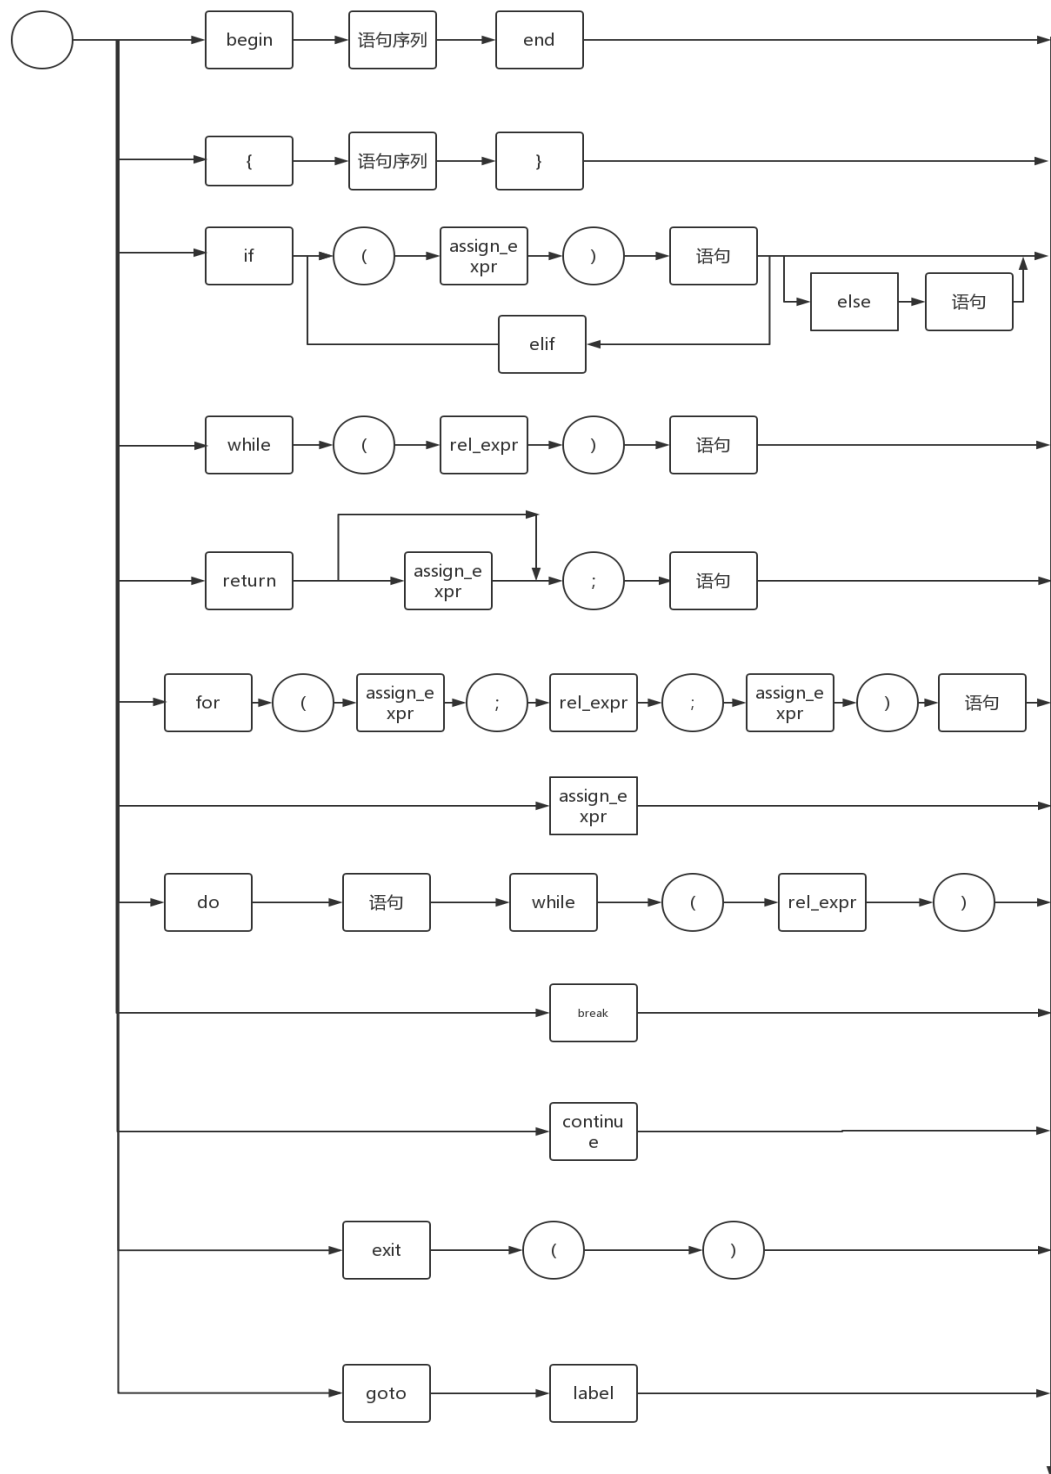 begin 语句序列 end
{ 语句序列 }
if ( assign_e
xpr ) 语句
else 语句
elif
while ( rel_expr ) 语句
return assign_e
xpr ; 语句
for ( assign_e
xpr ; rel_expr ; assign_e
xpr ) 语句
assign_e
xpr
do 语句 while ( rel_expr )
break
continu
e
exit ( )
goto label